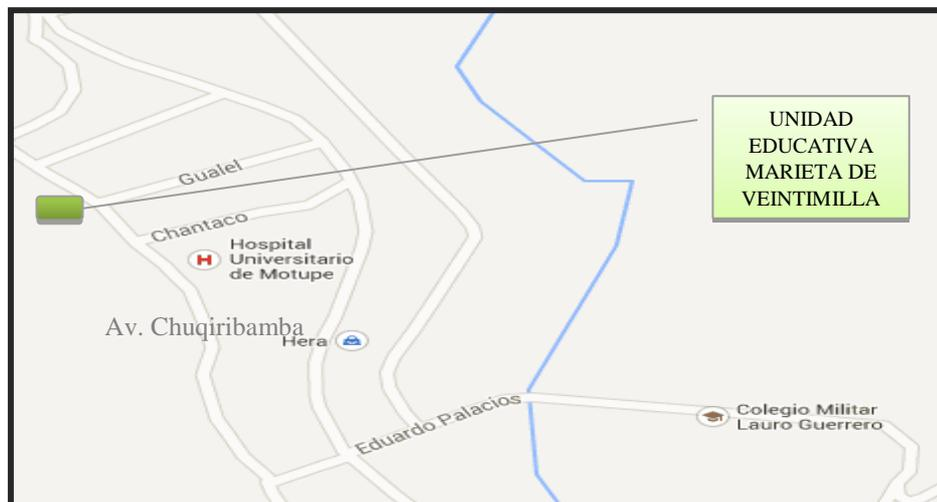 UNIDAD
EDUCATIVA
MARIETA DE
VEINTIMILLA
Gualel
Chantaco
Hospital
Universitario
de Motupe
Av. Chuqiribamba
Hera
Eduardo Palacios
Colegio Militar
Lauro Guerrero